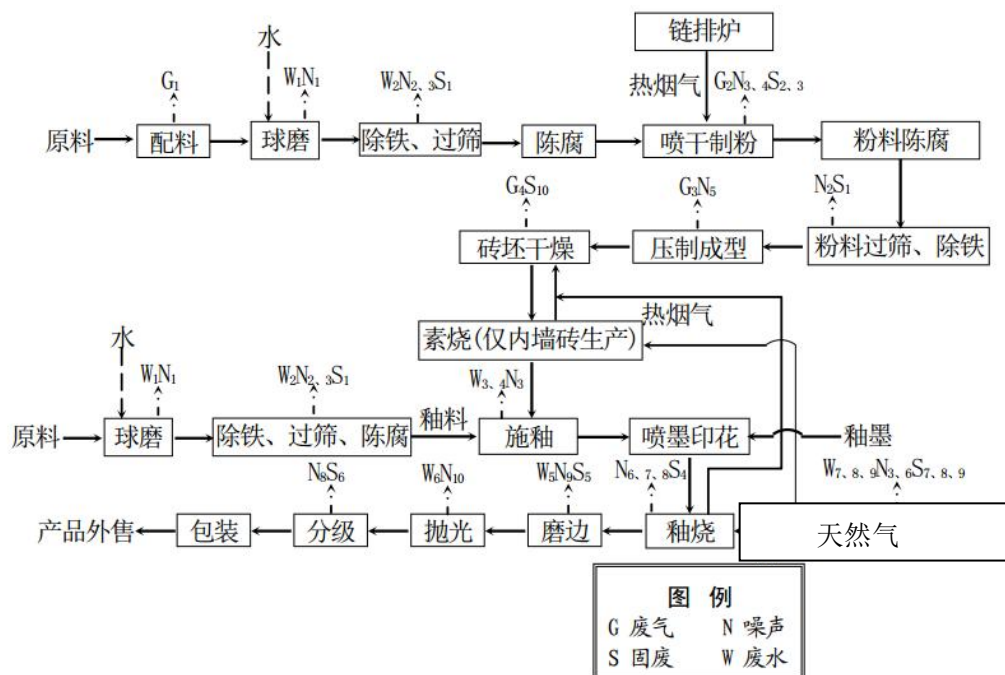 链排炉
水
热烟气
G1
W1N1
W2N2、3S1
G2N3、4S2、3
原料
配料
球磨
除铁、过筛
陈腐
喷干制粉
粉料陈腐
G4S10
G3N5
N2S1
砖坯干燥
压制成型
粉料过筛、除铁
热烟气
素烧(仅内墙砖生产)
水
W1N1
W2N2、3S1
W3、4N3
原料
球磨
除铁、过筛、陈腐
釉料
施釉
喷墨印花
釉墨
N8S6
W6N10
W5N9S5
N6、7、8S4
W7、8、9N3、6S7、8、9
产品外售
包装
分级
抛光
磨边
釉烧
天然气
图 例
G 废气 N 噪声
S 固废 W 废水